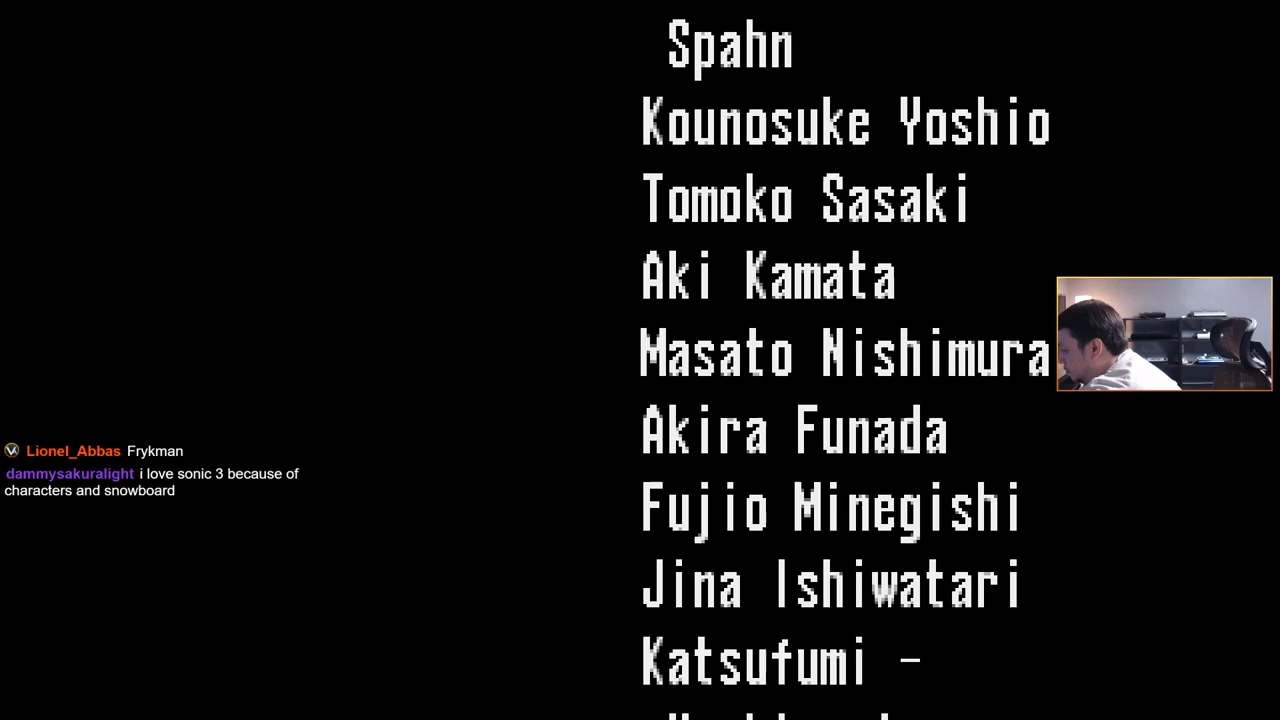 Spahn
Kounosuke Yoshio
Tomoko Sasaki
Aki Kamata
Masato Nishimura
Akira Funada
Fujio Minegishi
Jina Ishiwatari
Katsufumi -
Lionel_Abbas Frykman
dammysakuralight i love sonic 3 because of
characters and snowboard